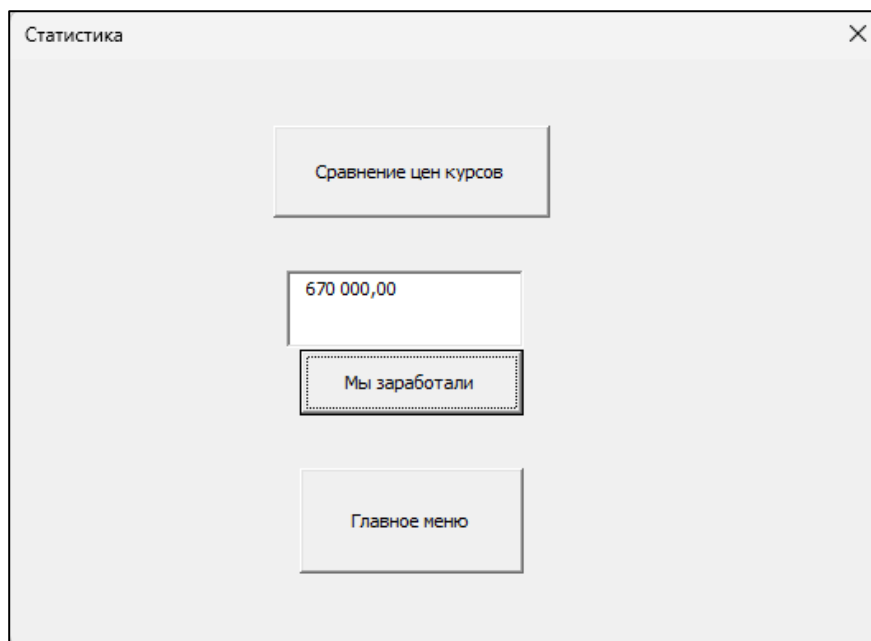 Статистика
Сравнение цен курсов
670 000,00
Мы заработали
Главное меню